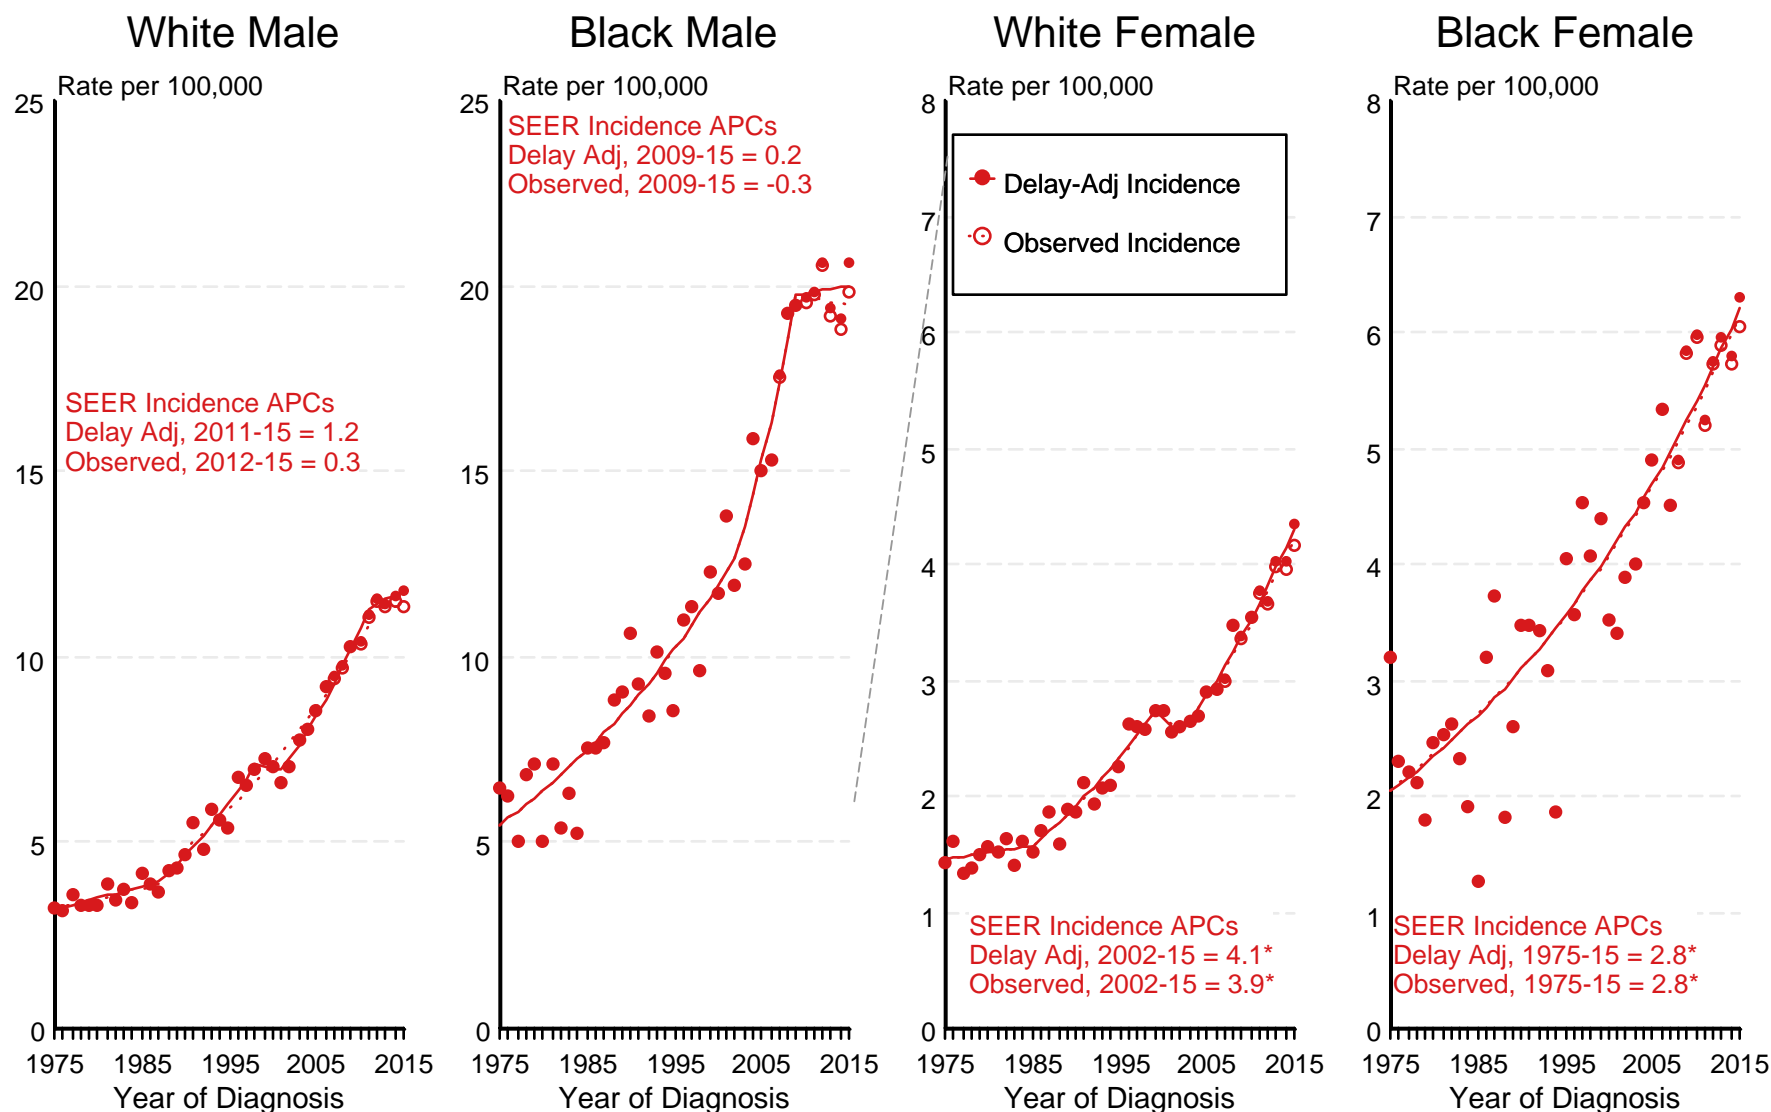 White Male
Rate per 100,000
25
20
15
10
5
0
SEER Incidence APCs
Delay Adj, 2011-15 = 1.2
Observed, 2012-15 = 0.3
1975 1985 1995 2005 2015
Year of Diagnosis
Black Male
Rate per 100,000
25
20
15
10
5
0
SEER Incidence APCs
Delay Adj, 2009-15 = 0.2
Observed, 2009-15 = -0.3
1975 1985 1995 2005 2015
Year of Diagnosis
White Female
Rate per 100,000
8
7
6
5
4
3
2
1
0
Delay-Adj Incidence
Observed Incidence
SEER Incidence APCs
Delay Adj, 2002-15 = 4.1*
Observed, 2002-15 = 3.9*
1975 1985 1995 2005 2015
Year of Diagnosis
Black Female
Rate per 100,000
8
7
6
5
4
3
2
1
0
SEER Incidence APCs
Delay Adj, 1975-15 = 2.8*
Observed, 1975-15 = 2.8*
1975 1985 1995 2005 2015
Year of Diagnosis